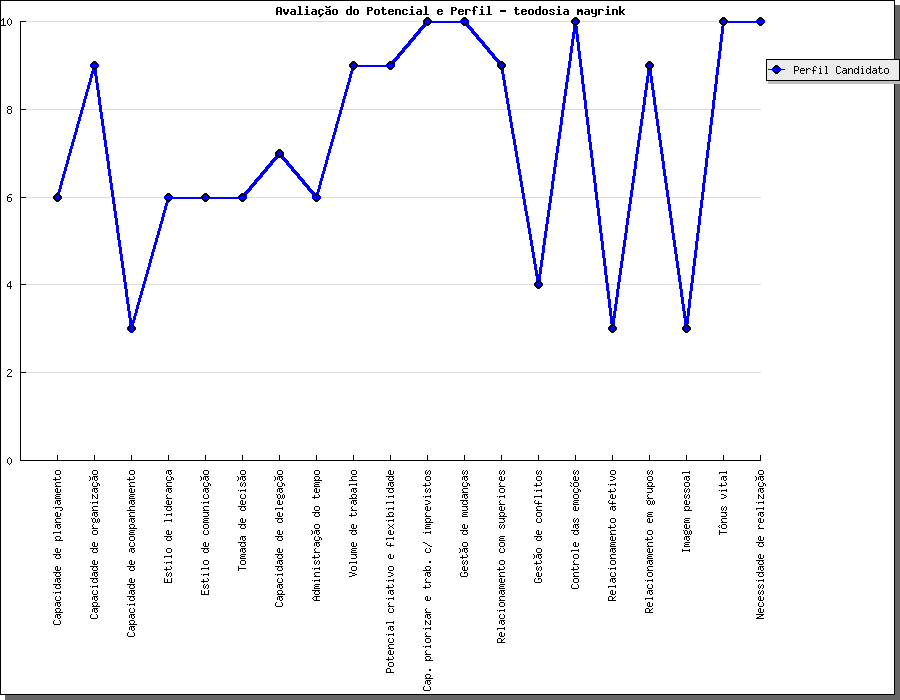 Avaliação do Potencial e Perfil - teodosia mayrink
10
8
6
4
2
0
Perfil Candidato
Capacidade de planejamento
Capacidade de organização
Capacidade de acompanhamento
Estilo de liderança
Estilo de comunicação
Tomada de decisão
Capacidade de delegação
Administração do tempo
Volume de trabalho
Potencial criativo e flexibilidade
Cap. priorizar e trab. c/ imprevistos
Gestão de mudanças
Relacionamento com superiores
Gestão de conflitos
Controle das emoções
Relacionamento afetivo
Relacionamento em grupos
Imagem pessoal
Tônus vital
Necessidade de realização